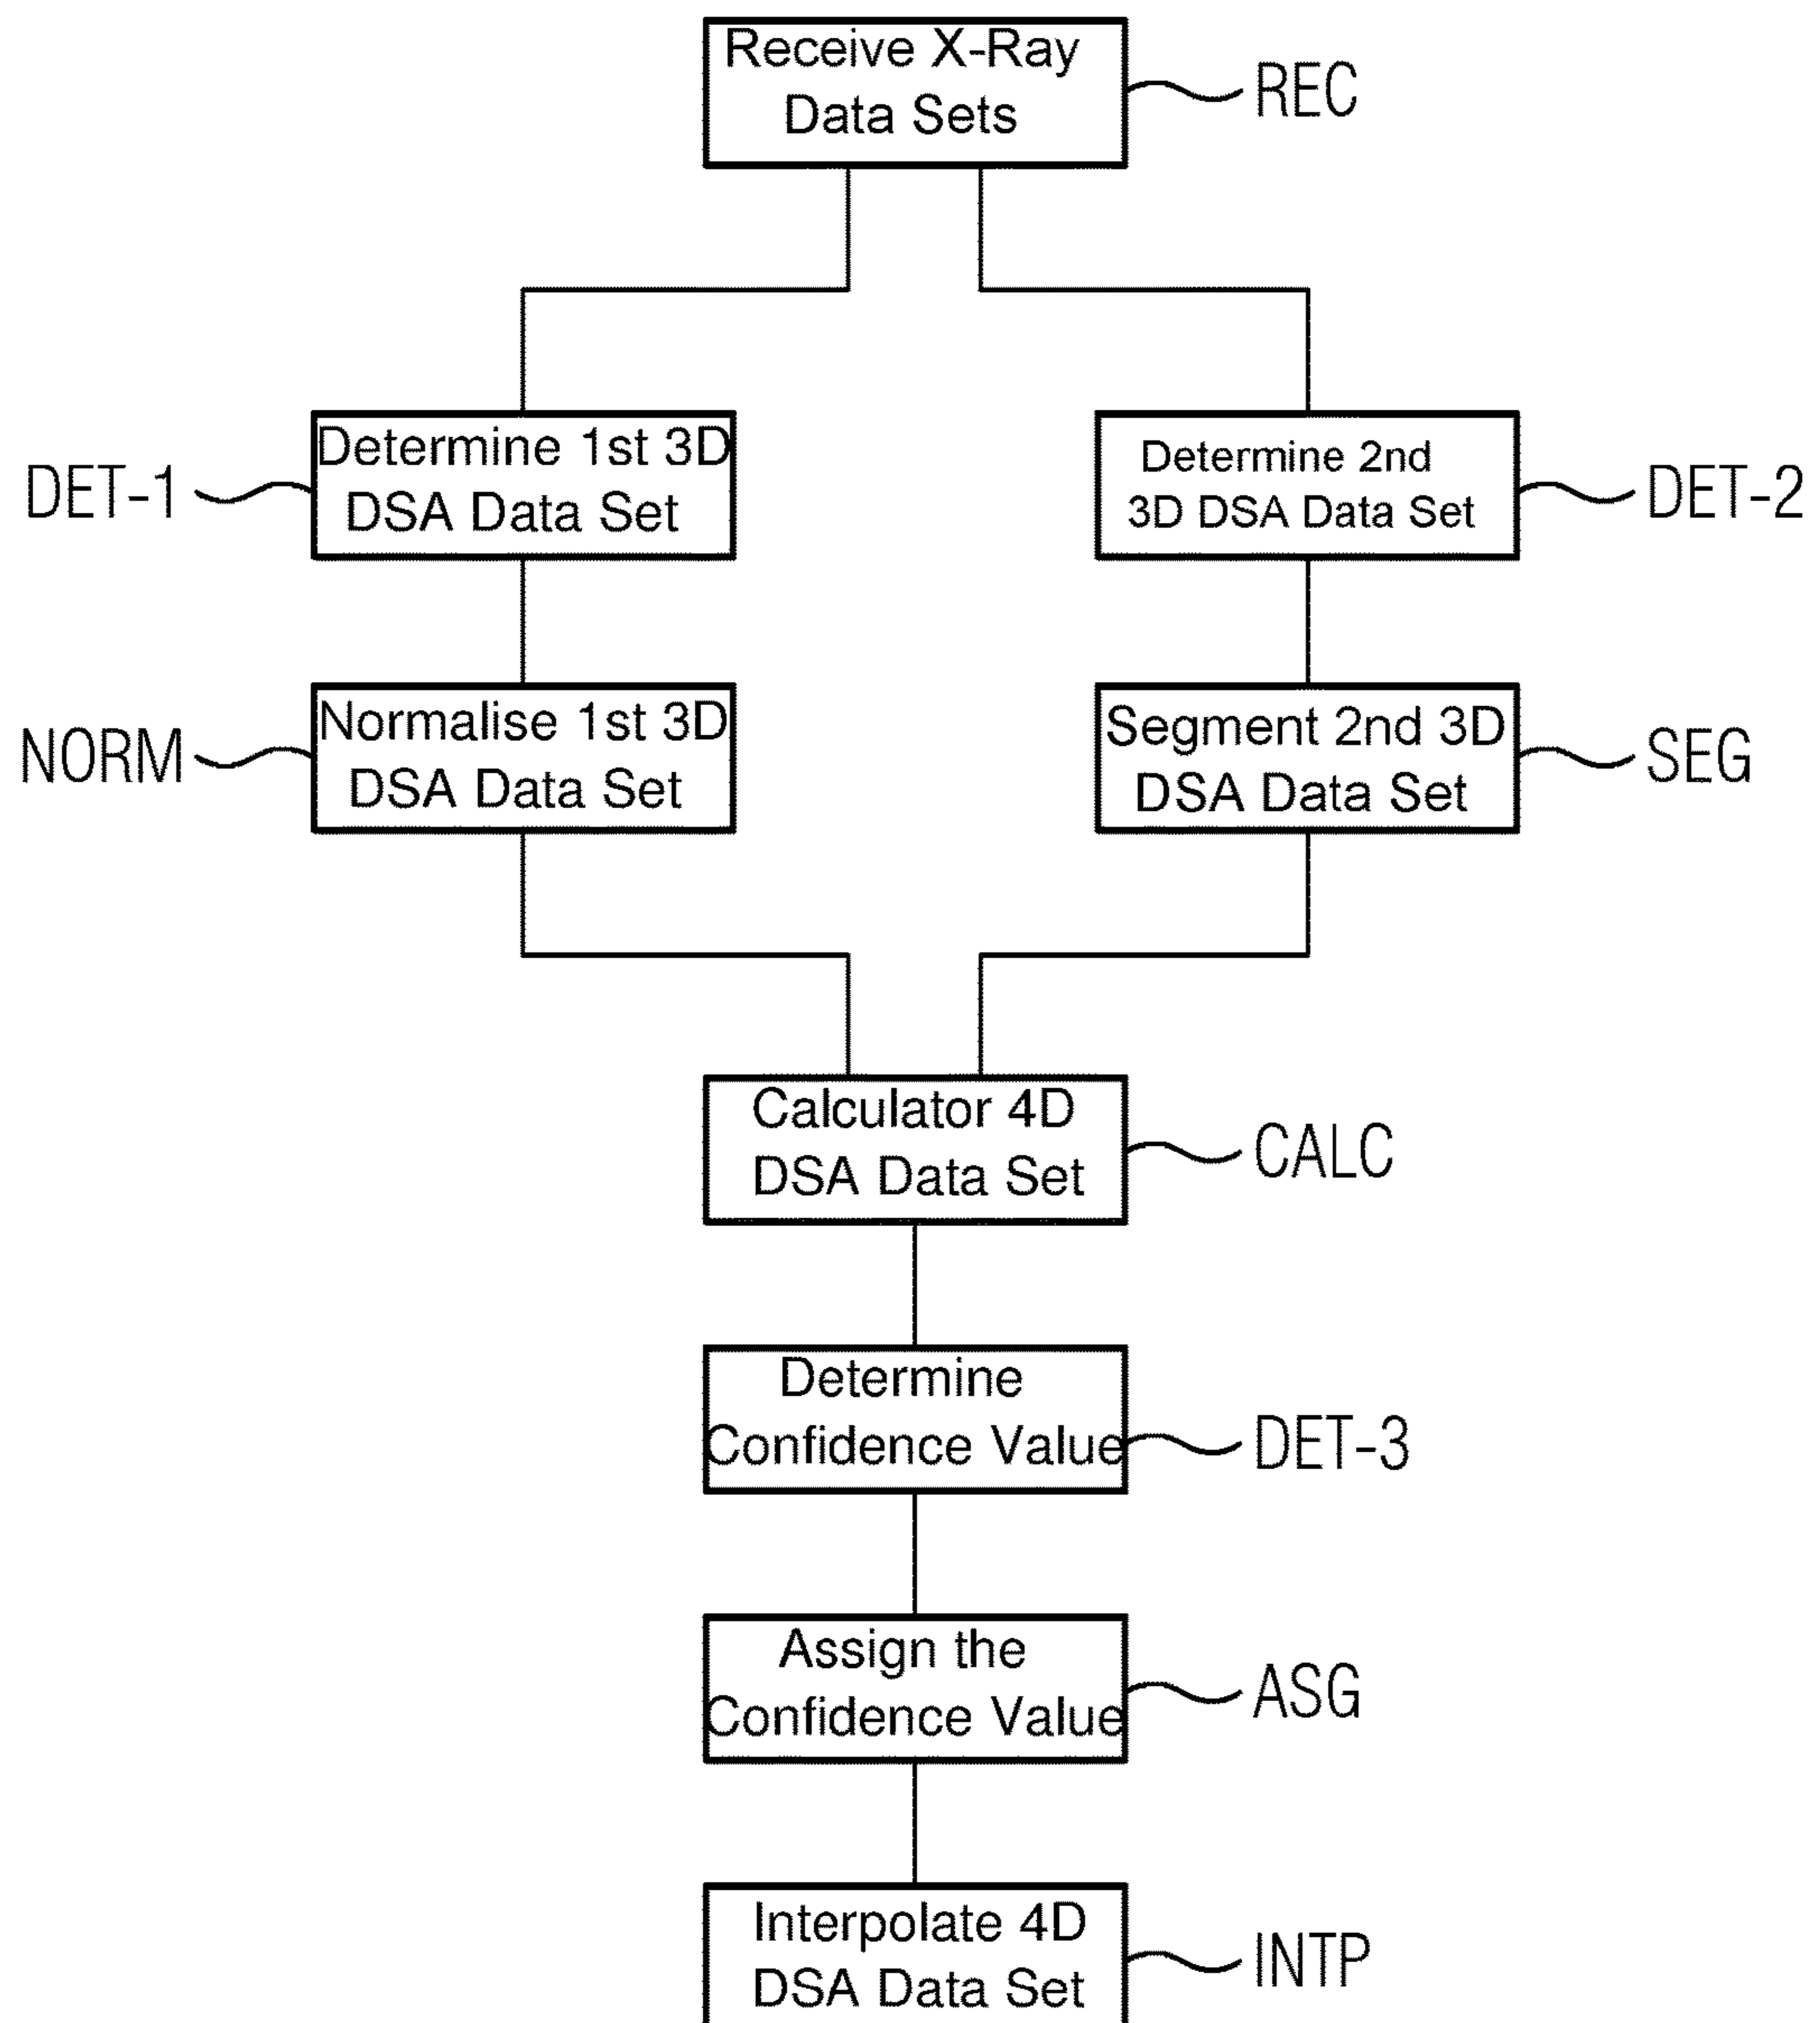 Receive X-Ray
Data Sets
REC
Determine 1st 3D
DSA Data Set
DET-1
Determine 2nd
3D DSA Data Set
DET-2
Normalise 1st 3D
DSA Data Set
NORM
Segment 2nd 3D
DSA Data Set
SEG
Calculator 4D
DSA Data Set
CALC
Determine
Confidence Value
DET-3
Assign the
Confidence Value
ASG
Interpolate 4D
DSA Data Set
INTP